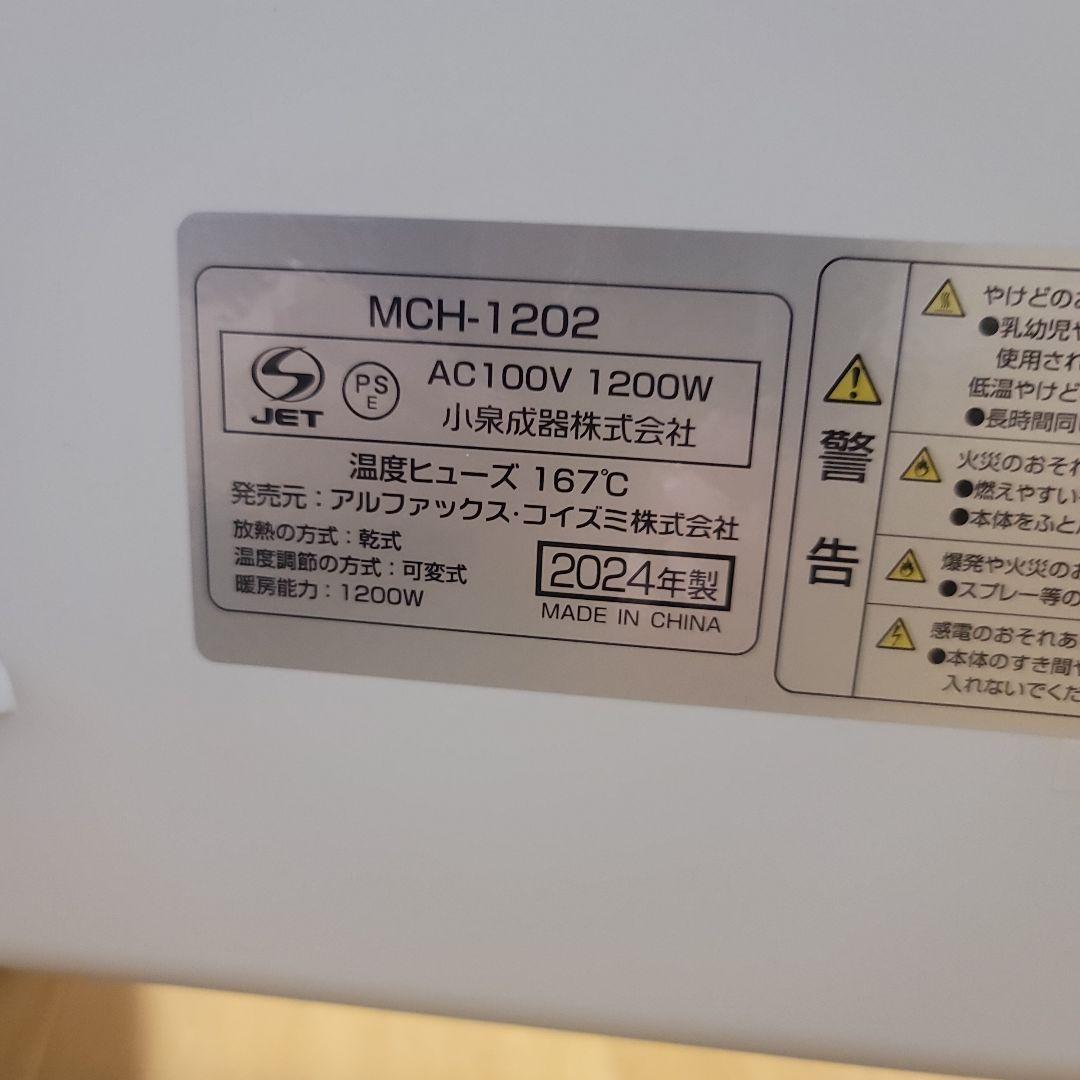 MCH-1202
JET
PS
E
AC100V 1200W
小泉成器株式会社
温度ヒューズ 167℃
発売元：アルファックス・コイズミ株式会社
放熱の方式：乾式
温度調節の方式：可変式
暖房能力：1200W
2024年製
MADE IN CHINA
警告
やけどのお
●乳幼児や
使用され
低温やけど
●長時間同
火災のおそれ
●燃えやすい
●本体をふと
爆発や火災のお
●スプレー等の
感電のおそれあ
●本体のすき間や
入れないでくだ